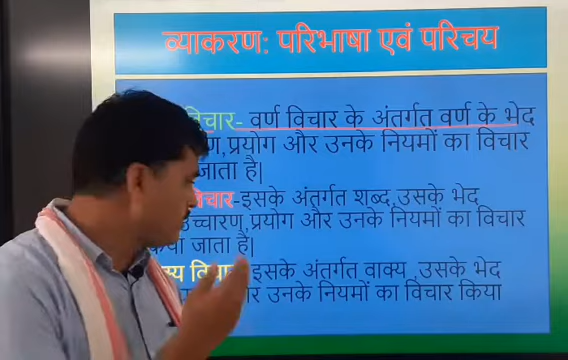 व्याकरण: परिभाषा एवं परिचय
विचार- वर्ण विचार के अंतर्गत वर्ण के भेद
,प्रयोग और उनके नियमों का विचार
जाता है|
विचार-इसके अंतर्गत शब्द,उसके भेद
उच्चारण,प्रयोग और उनके नियमों का विचार
किया जाता है|
इसके अंतर्गत वाक्य ,उसके भेद
उनके नियमों का विचार किया